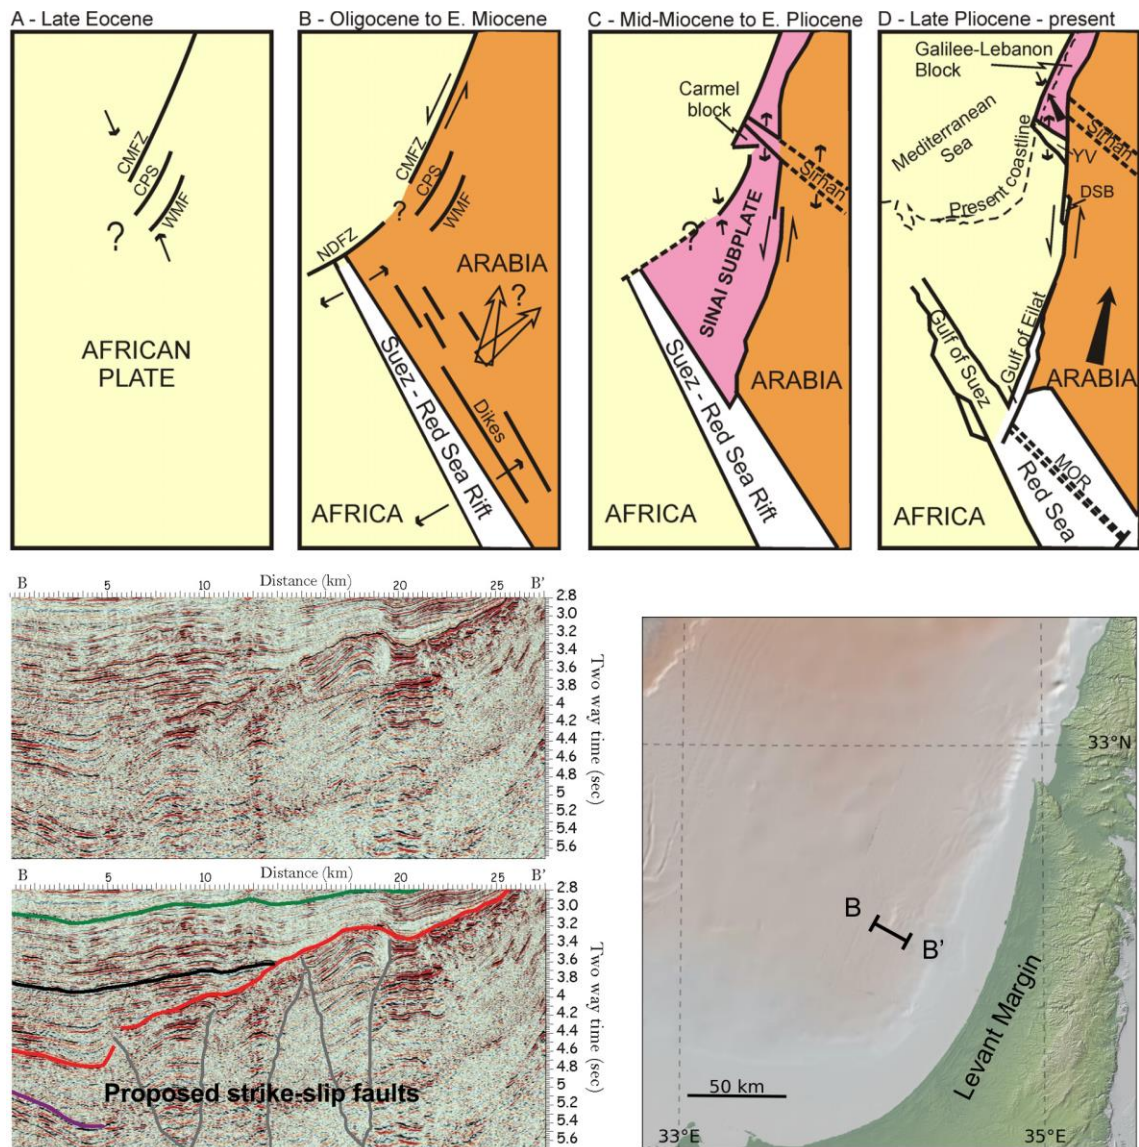 A - Late Eocene
CMFZ
CPS
WMF
?
AFRICAN
PLATE
B - Oligocene to E. Miocene
CMFZ
CPS
WMF
?
NDFZ
ARABIA
?
Suez - Red Sea Rift
Dikes
AFRICA
C - Mid-Miocene to E. Pliocene
Carmel
block
Sirhan
?
SINAI SUBPLATE
ARABIA
Suez - Red Sea Rift
AFRICA
D - Late Pliocene - present
Galilee-Lebanon
Block
Mediterranean
Sea
Present coastline
Sirhan
YV
DSB
Gulf of Suez
Gulf of Eilat
ARABIA
MOR
Red Sea
AFRICA
B 5 10 Distance (km) 20 25 B'
2.8
3.0
3.2
3.4
3.6
3.8
4
4.2
4.4
4.6
4.8
5
5.2
5.4
5.6
Two way time (sec)
B 5 10 Distance (km) 20 25 B'
2.8
3.0
3.4
3.6
3.8
4
4.2
4.4
4.6
4.8
5
5.2
5.4
5.6
Two way time (sec)
Proposed strike-slip faults
33°N
B
B'
Levant Margin
50 km
33°E
35°E